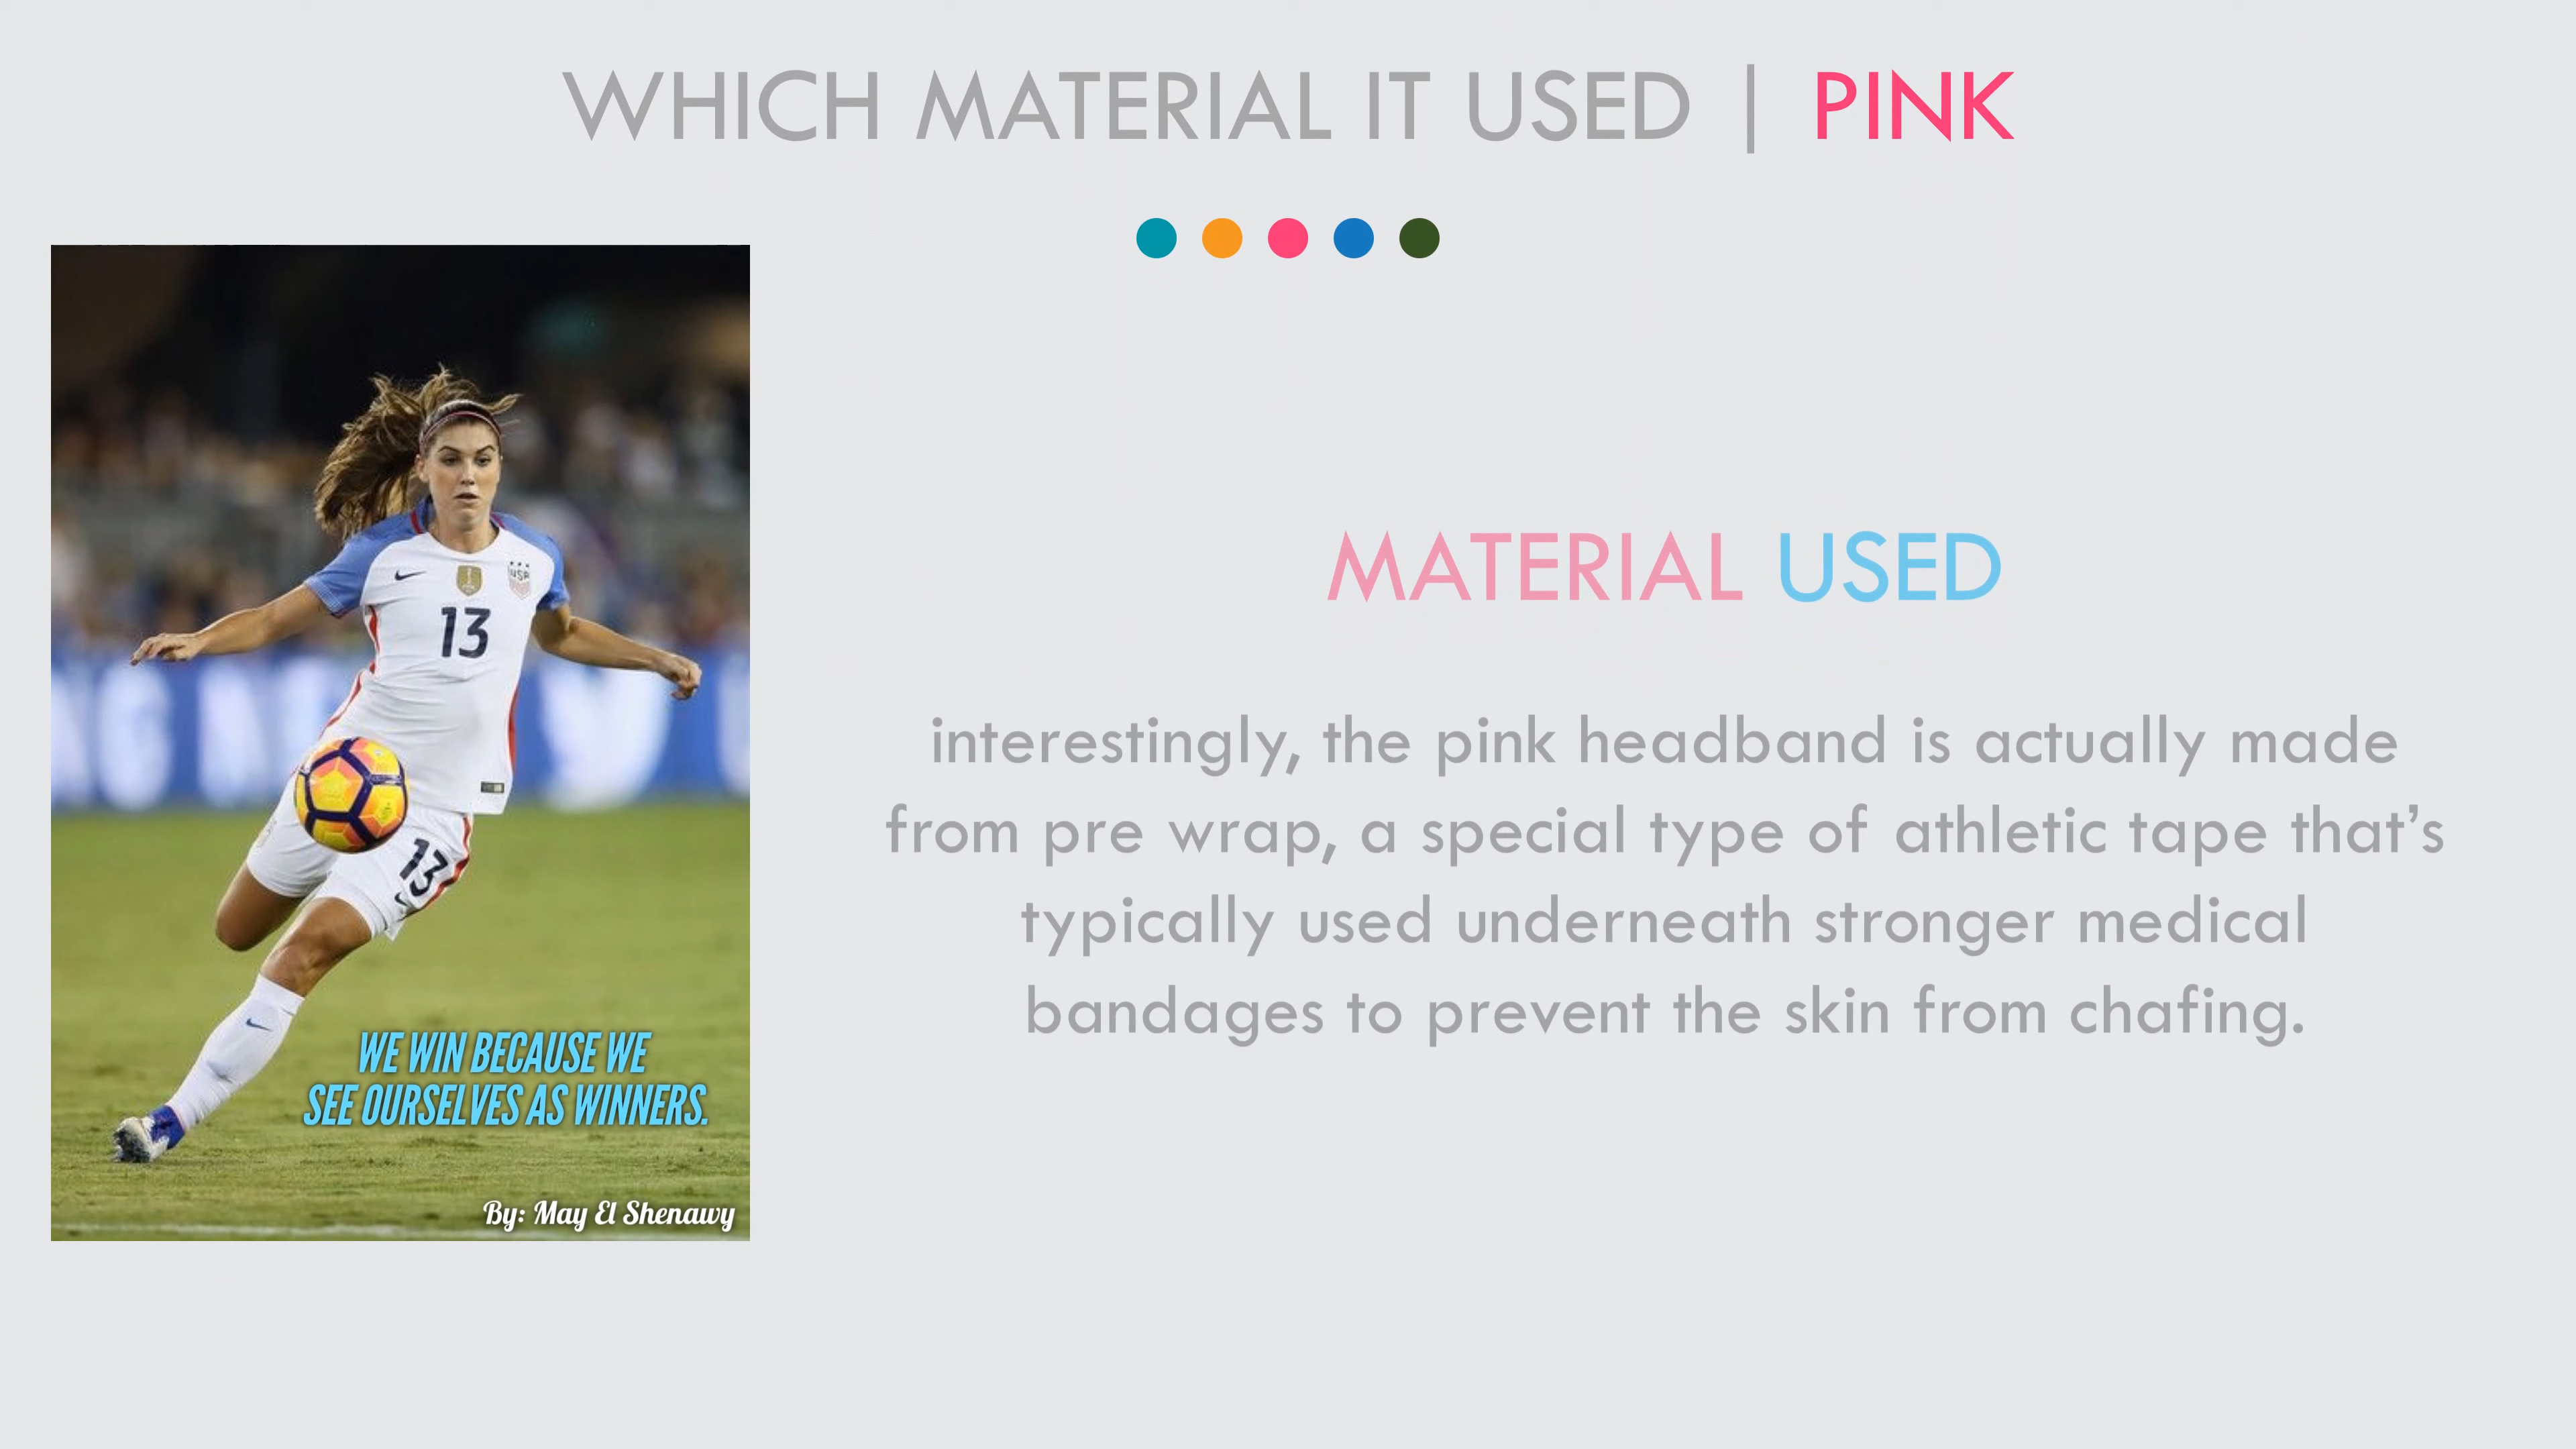 WHICH MATERIAL IT USED | PINK
USA
13
13
WE WIN BECAUSE WE
SEE OURSELVES AS WINNERS.
By: May El Shenawy
MATERIAL USED
interestingly, the pink headband is actually made
from pre wrap, a special type of athletic tape that’s
typically used underneath stronger medical
bandages to prevent the skin from chafing.